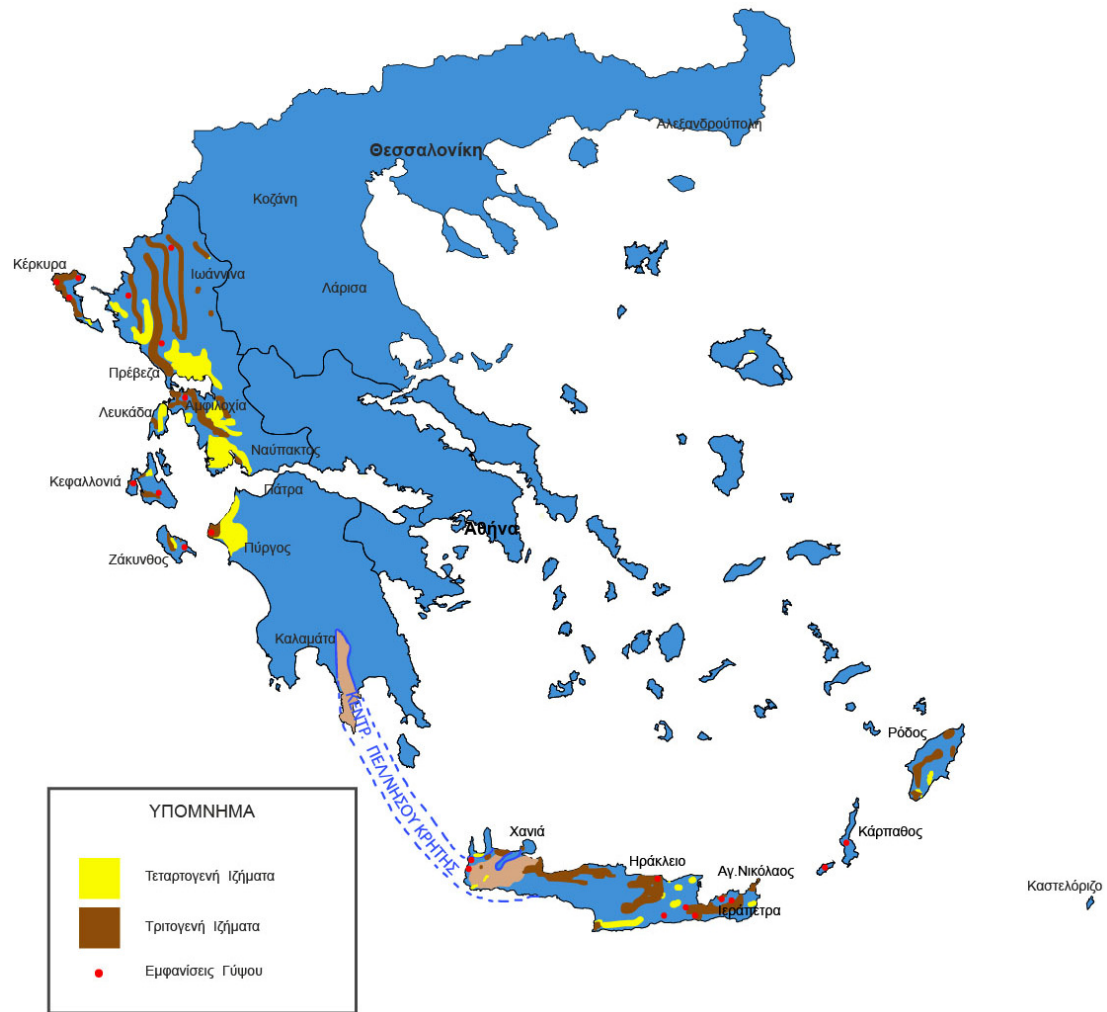 Αλεξανδρούπολη
Θεσσαλονίκη
Κοζάνη
Κέρκυρα
Ιωάννινα
Λάρισα
Πρέβεζα
Λευκάδα
Αμφιλοχία
Ναύπακτος
Κεφαλλονιά
Πάτρα
Αθήνα
Πύργος
Ζάκυνθος
Καλαμάτα
ΚΕΝΤΡ. ΠΕΛ/ΝΗΣΟΥ ΚΡΗΤΗΣ
Ρόδος
Κάρπαθος
Χανιά
Ηράκλειο
Αγ.Νικόλαος
Ιεράπετρα
Καστελόριζο
ΥΠΟΜΝΗΜΑ
Τεταρτογενή Ιζήματα
Τριτογενή Ιζήματα
Εμφανίσεις Γύψου